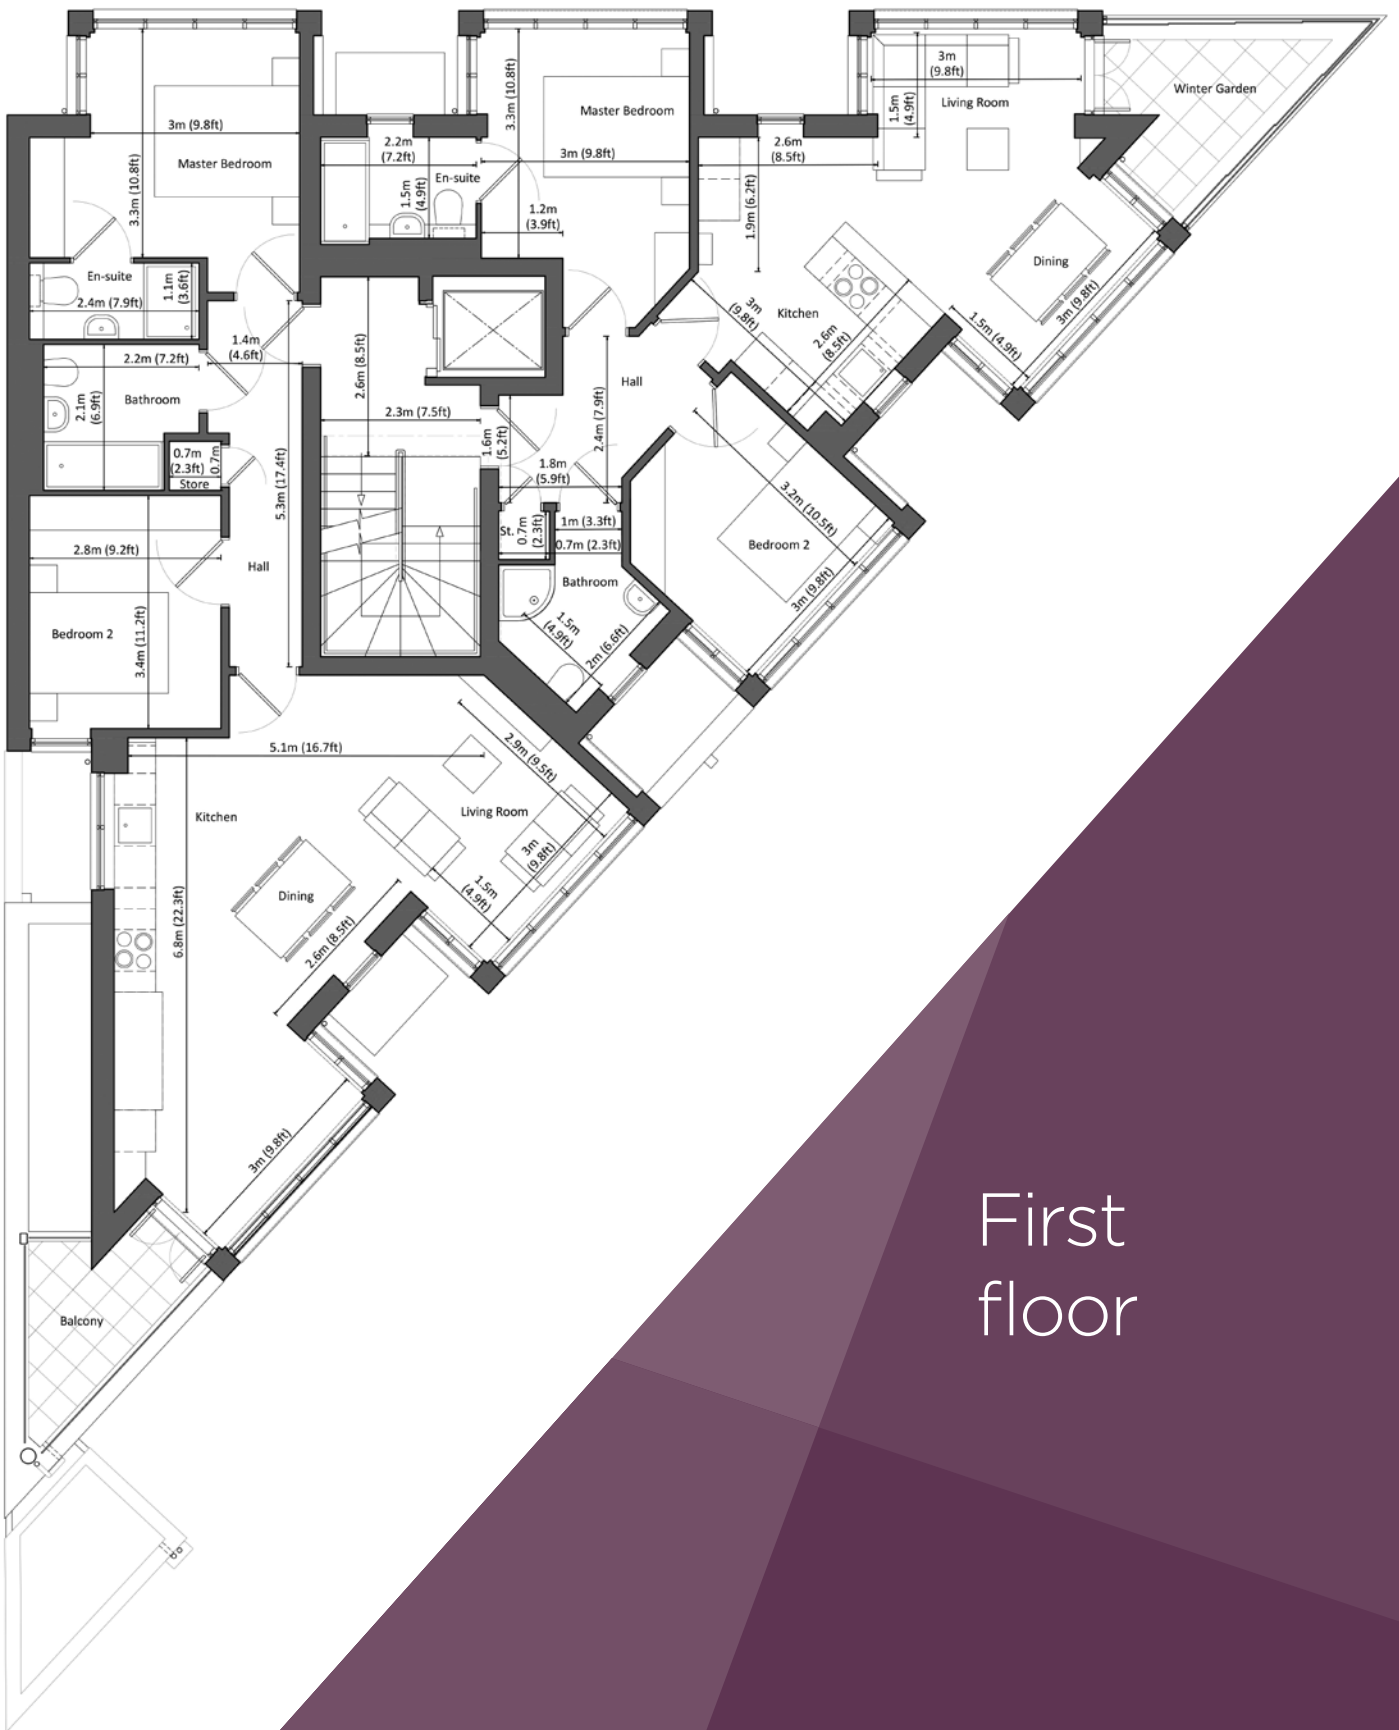 3m
(9.8ft)
Living Room
1.5m
(4.9ft)
Winter Garden
3.3m (10.8ft)
Master Bedroom
3m (9.8ft)
3m (9.8ft)
Master Bedroom
3.3m (10.8ft)
2.2m
(7.2ft)
En-suite
1.5m
(4.9ft)
1.2m
(3.9ft)
2.6m
(8.5ft)
1.9m (6.2ft)
Dining
3m (9.8ft)
1.5m (4.9ft)
En-suite
2.4m (7.9ft)
1.1m
(3.6ft)
Kitchen
3m
(9.8ft)
2.6m
(8.5ft)
1.4m
(4.6ft)
2.2m (7.2ft)
Bathroom
2.1m
(6.9ft)
2.6m (8.5ft)
2.3m (7.5ft)
Hall
2.4m (7.9ft)
1.6m
(5.2ft)
1.8m
(5.9ft)
0.7m
(2.3ft)
0.7m
Store
5.3m (17.4ft)
St.
0.7m
(2.3ft)
1m (3.3ft)
0.7m (2.3ft)
3.2m (10.5ft)
Bedroom 2
3m (9.8ft)
2.8m (9.2ft)
Hall
Bathroom
1.5m
(4.9ft)
2m (6.6ft)
Bedroom 2
3.4m (11.2ft)
5.1m (16.7ft)
2.9m (9.5ft)
Kitchen
Living Room
3m
(9.8ft)
1.5m
(4.9ft)
Dining
6.8m (22.3ft)
2.6m (8.5ft)
3m (9.8ft)
Balcony
First
floor